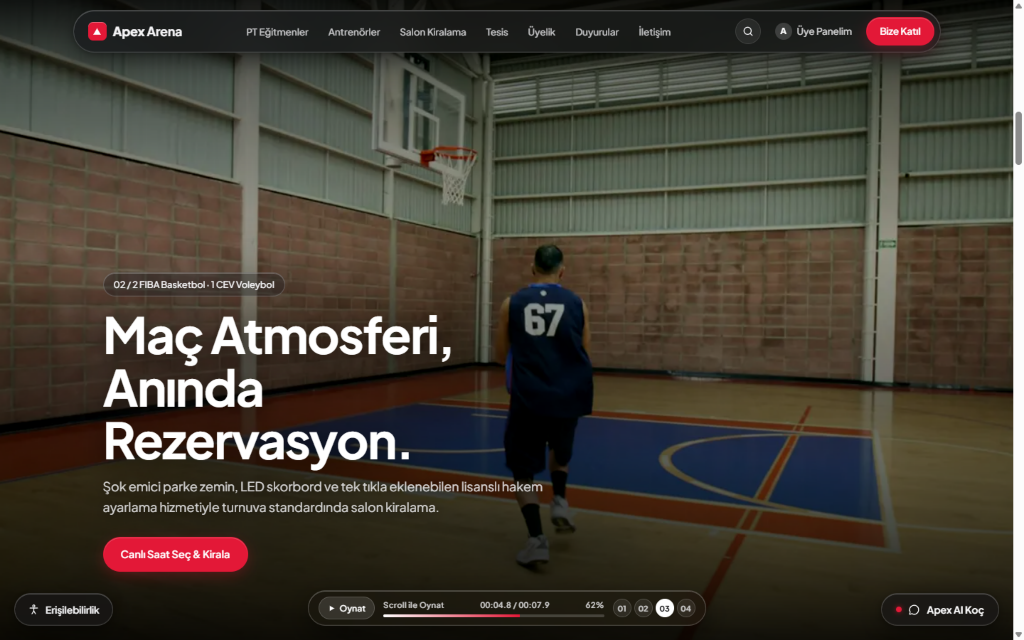 Apex Arena
PT Eğitmenler
Antrenörler
Salon Kiralama
Tesis
Üyelik
Duyurular
İletişim
A
Üye Panelim
Bize Katıl
67
02 / 2 FIBA Basketbol · 1 CEV Voleybol
Maç Atmosferi,
Anında
Rezervasyon.
Şok emici parke zemin, LED skorbord ve tek tıkla eklenebilen lisanslı hakem
ayarlama hizmetiyle turnuva standardında salon kiralama.
Canlı Saat Seç & Kirala
Erişilebilirlik
Oynat
Scroll ile Oynat
00:04.8 / 00:07.9
62%
01
02
03
04
Apex AI Koç